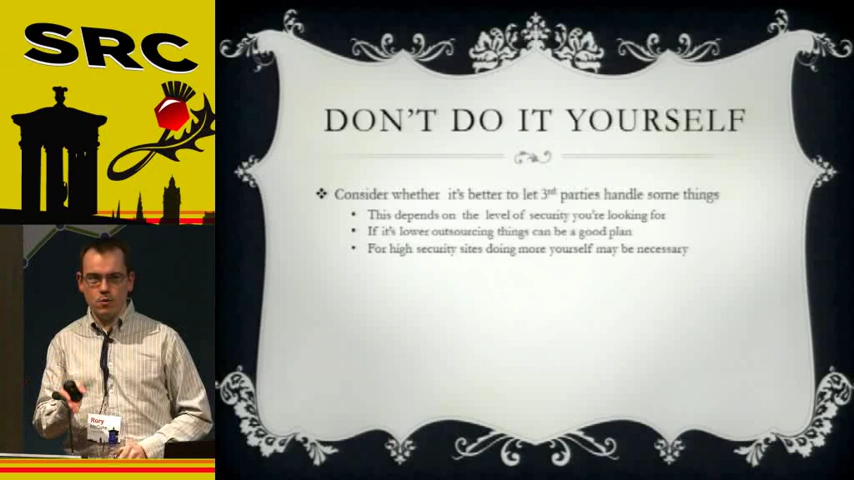 SRC
DON'T DO IT YOURSELF
❖ Consider whether it's better to let 3rd parties handle some things
• This depends on the level of security you're looking for
• If it's lower outsourcing things can be a good plan
• For high security sites doing more yourself may be necessary
Rory